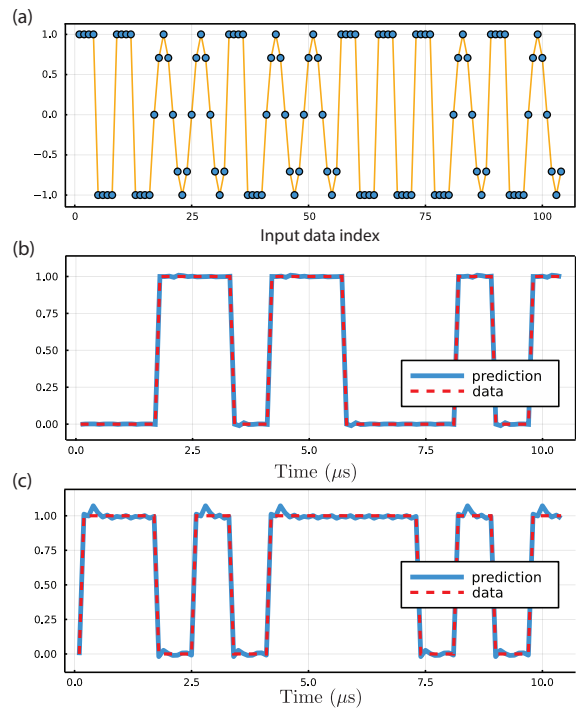 (a)
1.0
0.5
0.0
−0.5
−1.0
0 25 50 75 100
Input data index
(b)
1.00
0.75
0.50
0.25
0.00
prediction
data
0.0 2.5 5.0 7.5 10.0
Time (μs)
(c)
1.00
0.75
0.50
0.25
0.00
prediction
data
0.0 2.5 5.0 7.5 10.0
Time (μs)